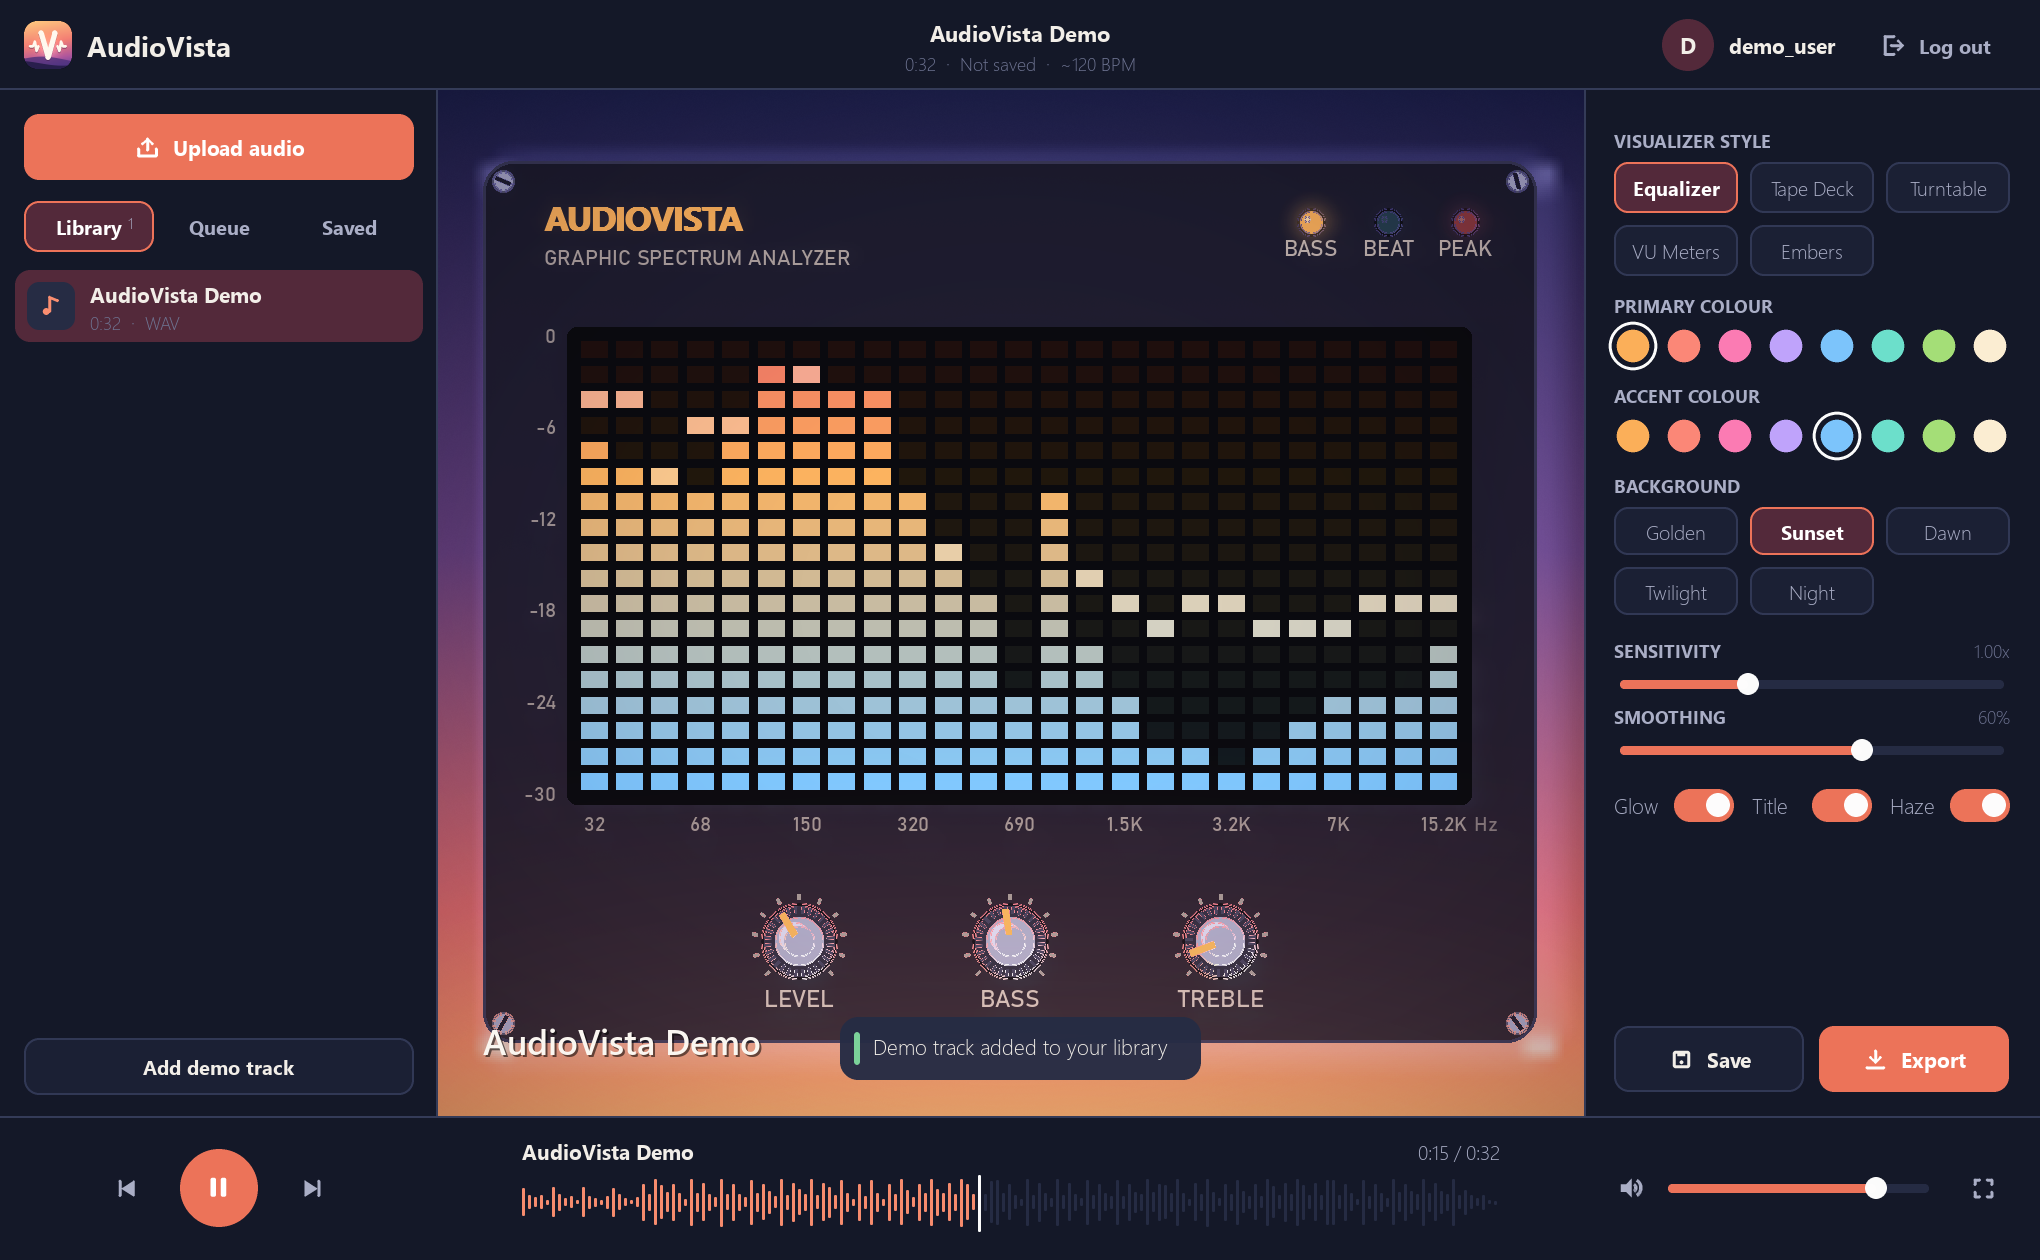 AudioVista
AudioVista Demo
0:32 · Not saved · ~120 BPM
D
demo_user
Log out
Upload audio
Library 1
Queue
Saved
AudioVista Demo
0:32 · WAV
Add demo track
AUDIOVISTA
GRAPHIC SPECTRUM ANALYZER
BASS BEAT PEAK
0
-6
-12
-18
-24
-30
32 68 150 320 690 1.5K 3.2K 7K 15.2K Hz
LEVEL BASS TREBLE
AudioVista Demo
Demo track added to your library
VISUALIZER STYLE
Equalizer Tape Deck Turntable
VU Meters Embers
PRIMARY COLOUR
ACCENT COLOUR
BACKGROUND
Golden Sunset Dawn
Twilight Night
SENSITIVITY 1.00x
SMOOTHING 60%
Glow Title Haze
Save Export
AudioVista Demo
0:15 / 0:32